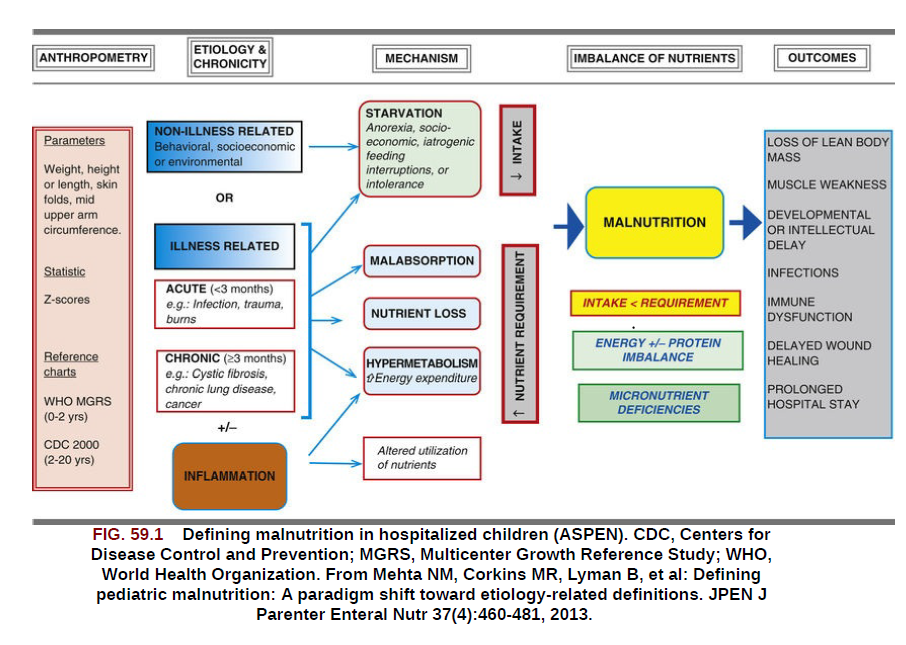 ANTHROPOMETRY
ETIOLOGY &
CHRONICITY
MECHANISM
IMBALANCE OF NUTRIENTS
OUTCOMES
Parameters
Weight, height
or length, skin
folds, mid
upper arm
circumference.
Statistic
Z-scores
Reference
charts
WHO MGRS
(0-2 yrs)
CDC 2000
(2-20 yrs)
NON-ILLNESS RELATED
Behavioral, socioeconomic
or environmental
OR
ILLNESS RELATED
ACUTE (<3 months)
e.g.: Infection, trauma,
burns
CHRONIC (≥3 months)
e.g.: Cystic fibrosis,
chronic lung disease,
cancer
+/–
INFLAMMATION
STARVATION
Anorexia, socio-
economic, iatrogenic
feeding
interruptions, or
intolerance
MALABSORPTION
NUTRIENT LOSS
HYPERMETABOLISM
⇧Energy expenditure
Altered utilization
of nutrients
↓ INTAKE
↑ NUTRIENT REQUIREMENT
MALNUTRITION
INTAKE < REQUIREMENT
ENERGY +/– PROTEIN
IMBALANCE
MICRONUTRIENT
DEFICIENCIES
LOSS OF LEAN BODY
MASS
MUSCLE WEAKNESS
DEVELOPMENTAL
OR INTELLECTUAL
DELAY
INFECTIONS
IMMUNE
DYSFUNCTION
DELAYED WOUND
HEALING
PROLONGED
HOSPITAL STAY
FIG. 59.1 Defining malnutrition in hospitalized children (ASPEN). CDC, Centers for
Disease Control and Prevention; MGRS, Multicenter Growth Reference Study; WHO,
World Health Organization. From Mehta NM, Corkins MR, Lyman B, et al: Defining
pediatric malnutrition: A paradigm shift toward etiology-related definitions. JPEN J
Parenter Enteral Nutr 37(4):460-481, 2013.